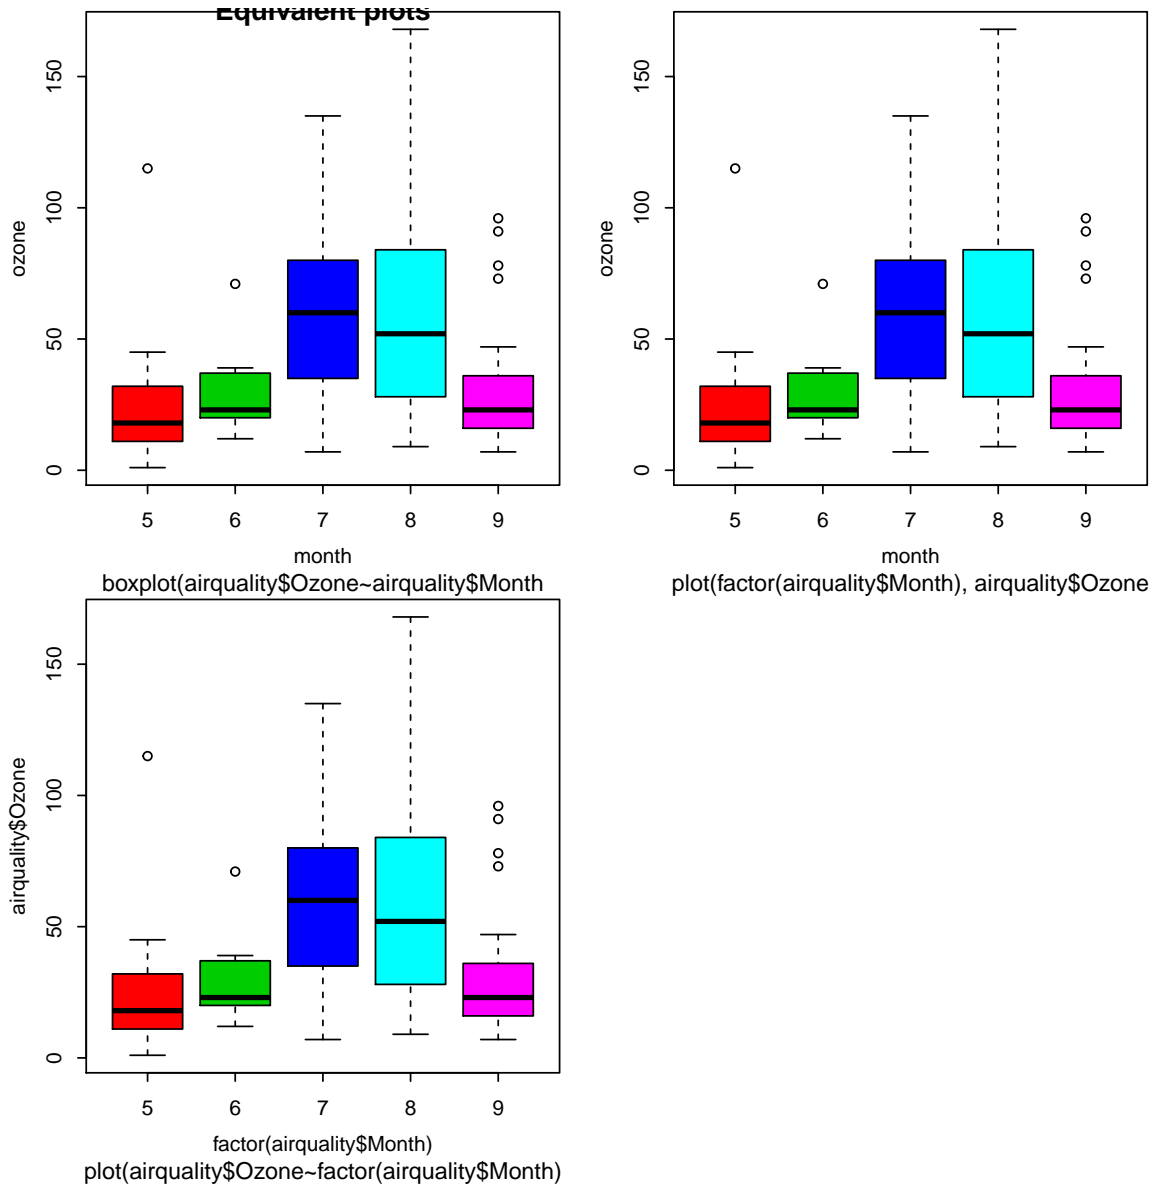 Equivalent plots
150
100
50
0
ozone
5 6 7 8 9
month
boxplot(airquality$Ozone~airquality$Month
150
100
50
0
ozone
5 6 7 8 9
month
plot(factor(airquality$Month), airquality$Ozone
150
100
50
0
airquality$Ozone
5 6 7 8 9
factor(airquality$Month)
plot(airquality$Ozone~factor(airquality$Month)